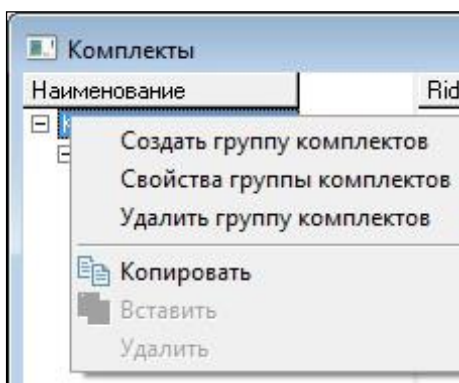 Комплекты
Наименование
Rid
Создать группу комплектов
Свойства группы комплектов
Удалить группу комплектов
Копировать
Вставить
Удалить